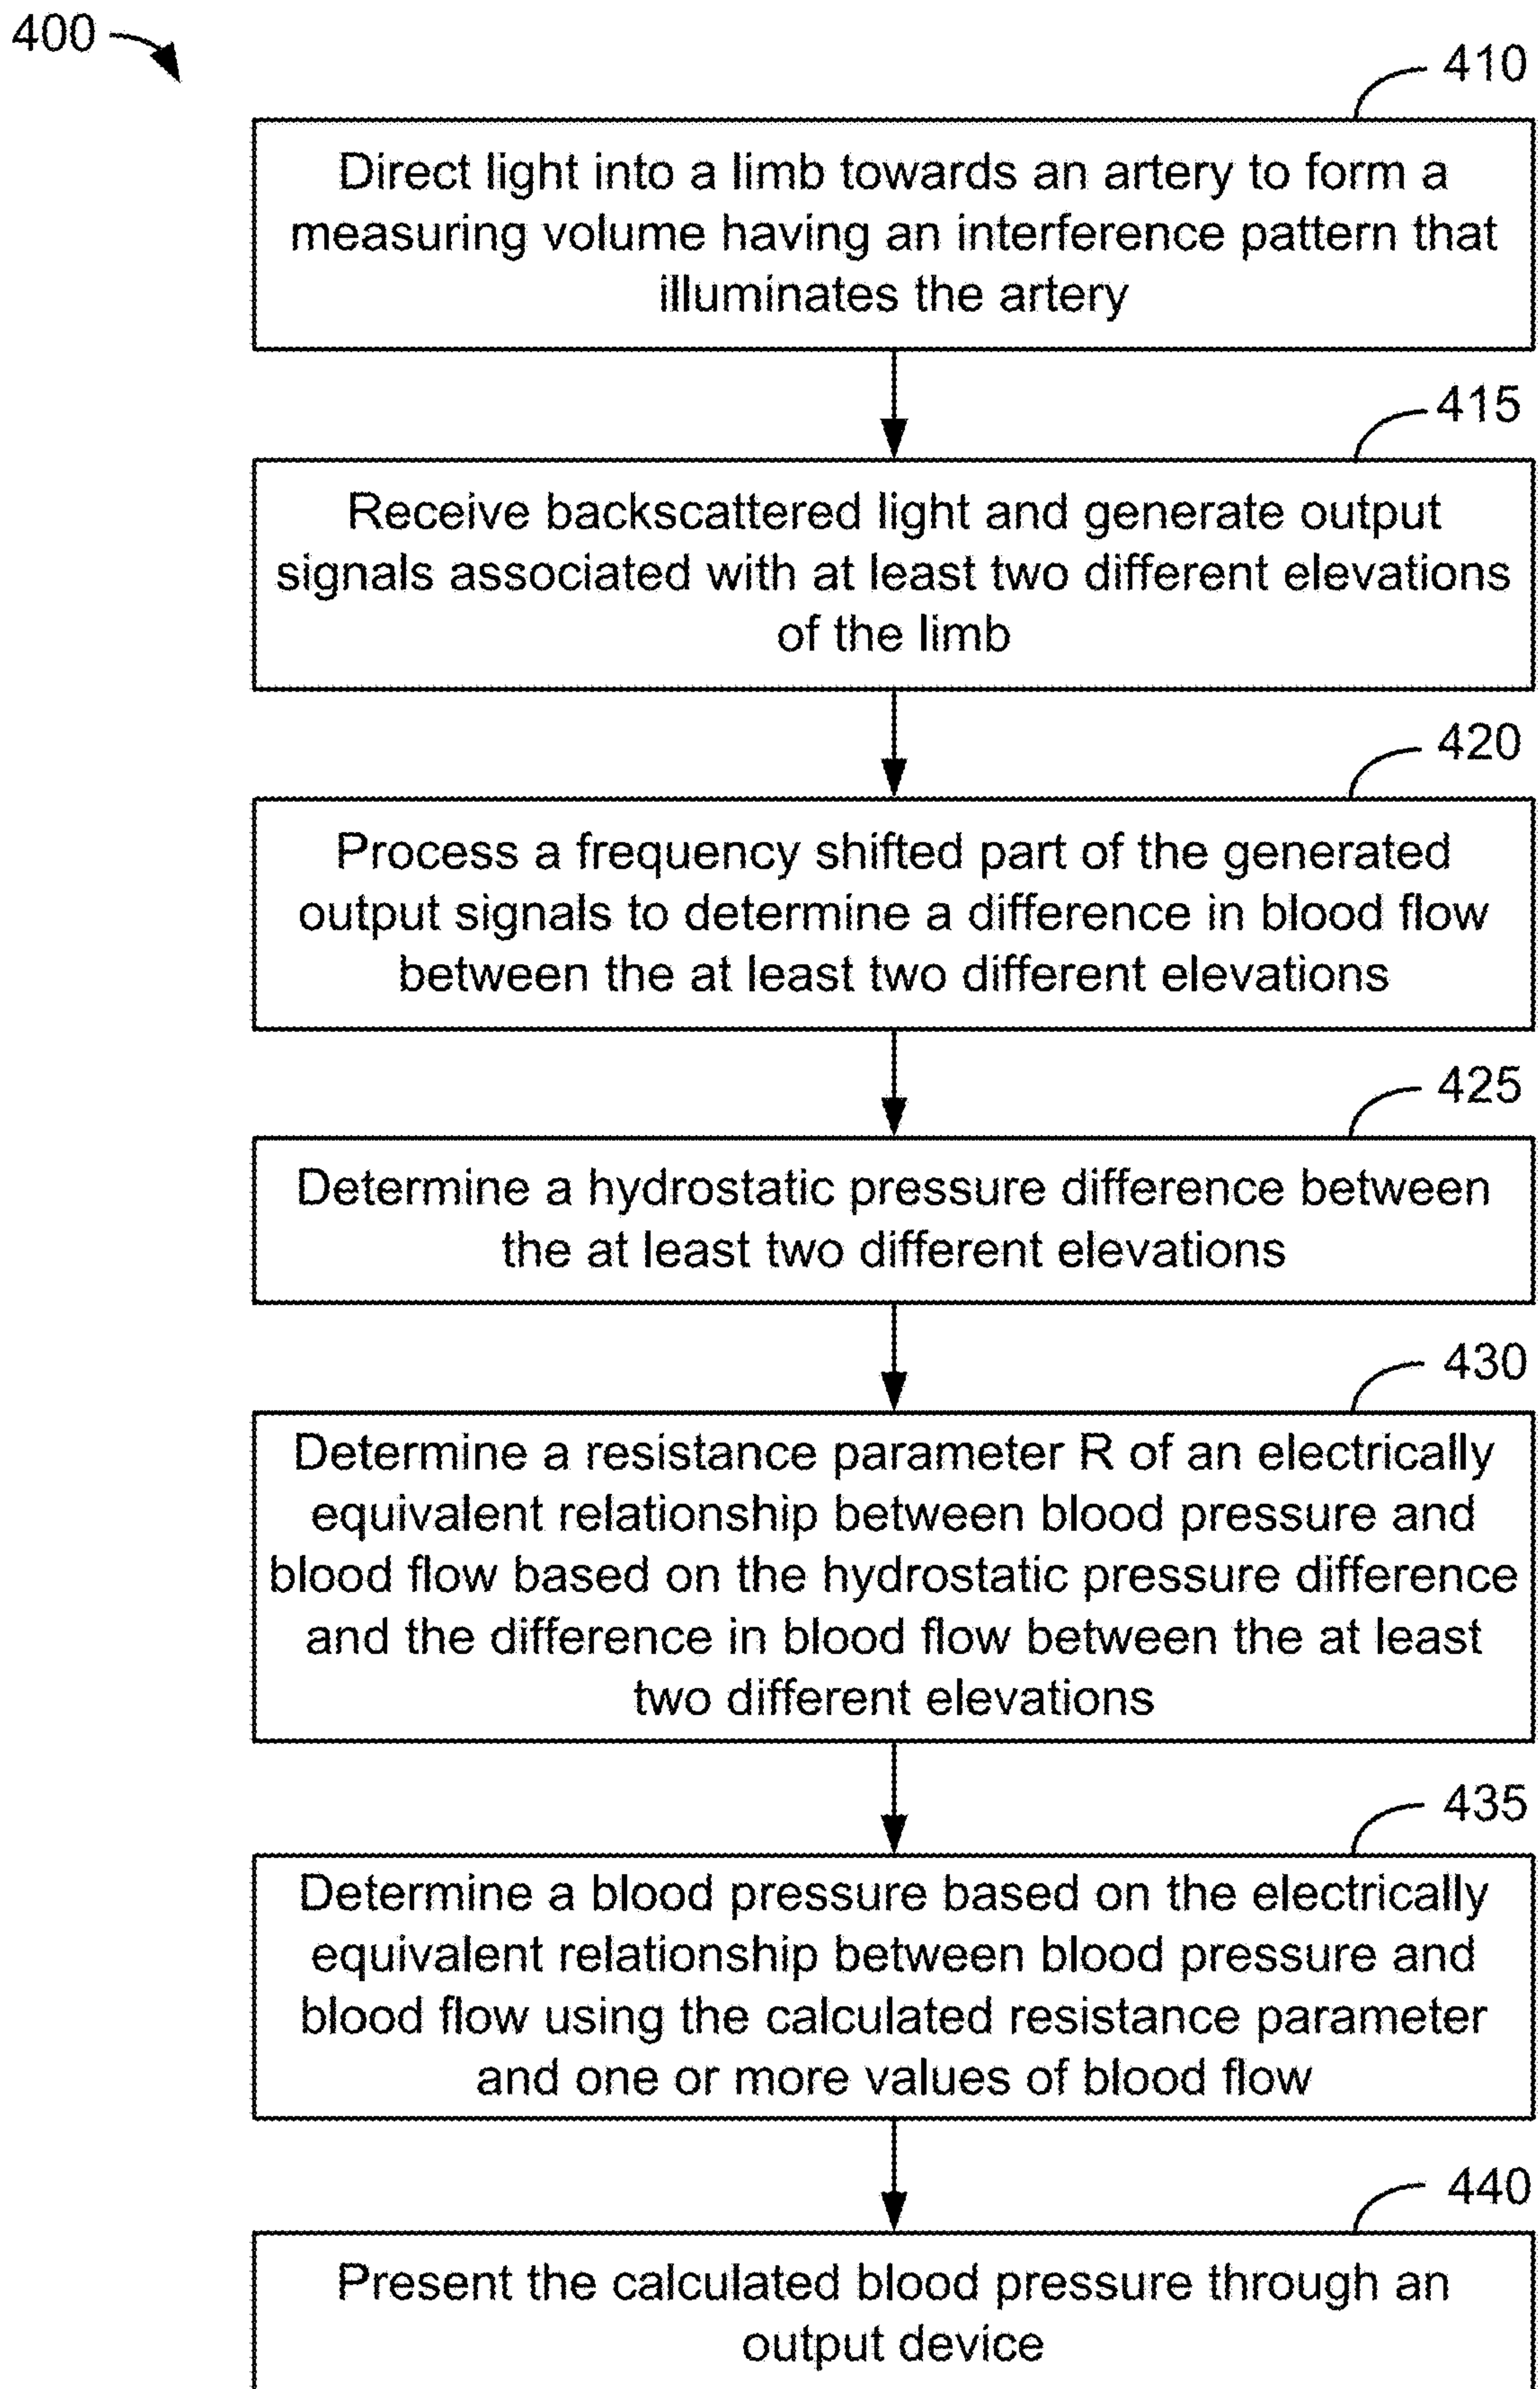 400
410
Direct light into a limb towards an artery to form a
measuring volume having an interference pattern that
illuminates the artery
415
Receive backscattered light and generate output
signals associated with at least two different elevations
of the limb
420
Process a frequency shifted part of the generated
output signals to determine a difference in blood flow
between the at least two different elevations
425
Determine a hydrostatic pressure difference between
the at least two different elevations
430
Determine a resistance parameter R of an electrically
equivalent relationship between blood pressure and
blood flow based on the hydrostatic pressure difference
and the difference in blood flow between the at least
two different elevations
435
Determine a blood pressure based on the electrically
equivalent relationship between blood pressure and
blood flow using the calculated resistance parameter
and one or more values of blood flow
440
Present the calculated blood pressure through an
output device